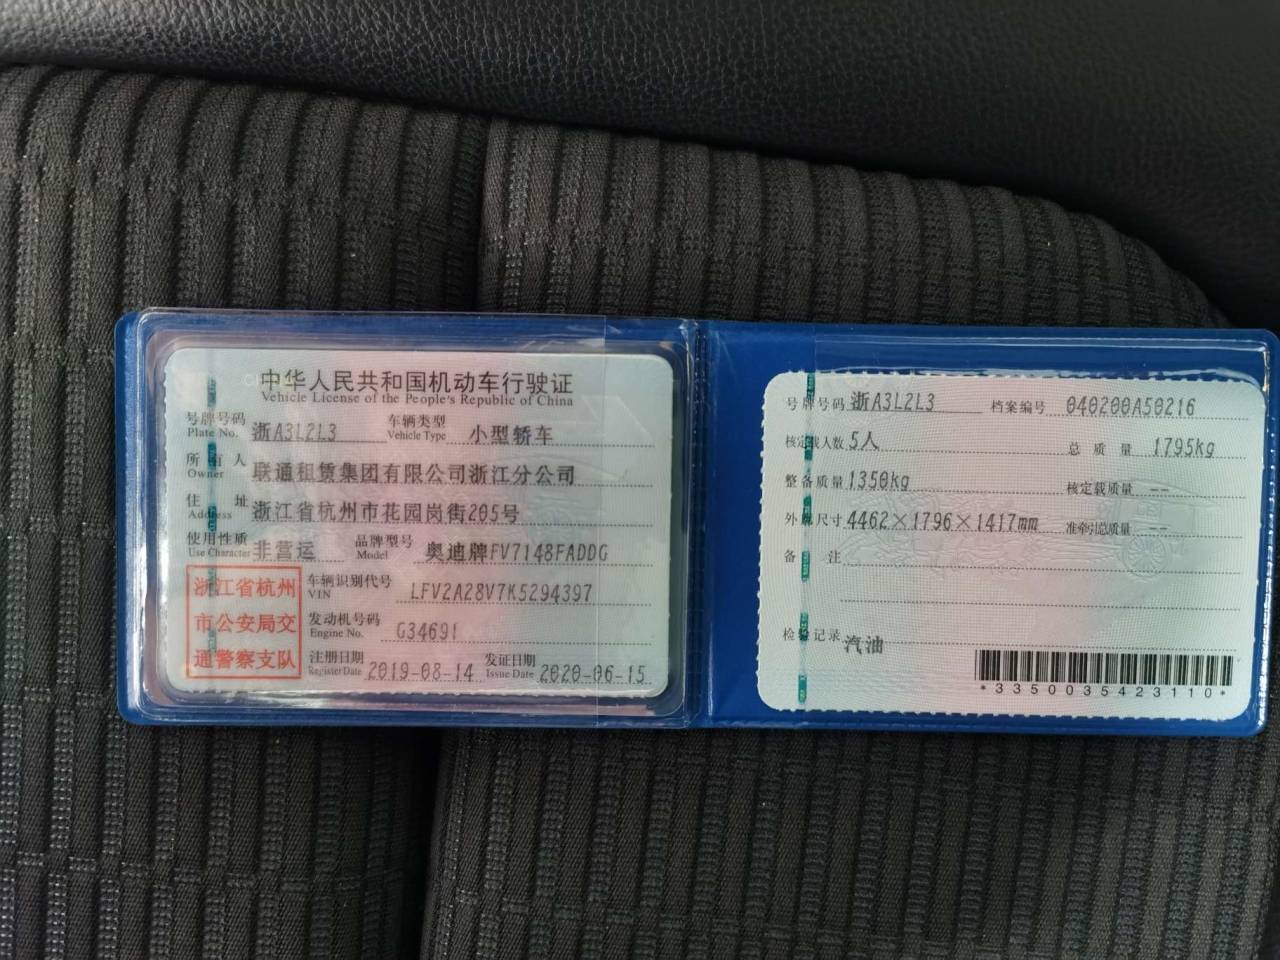 中华人民共和国机动车行驶证
Vehicle License of the People's Republic of China
号牌号码 浙A3L2L3 车辆类型 小型轿车
Plate No. Vehicle Type
所有人 联通租赁集团有限公司浙江分公司
Owner
住址 浙江省杭州市花园岗街205号
Address
使用性质 非营运 品牌型号 奥迪牌FV7148FADDG
Use Character Model
浙江省杭州
市公安局交
通警察支队
车辆识别代号 LFV2A28V7K5294397
VIN
发动机号码 G34691
Engine No.
注册日期 2019-08-14 发证日期 2020-06-15
Register Date Issue Date
号牌号码 浙A3L2L3 档案编号 040200A50216
核定载人数 5人 总质量 1795kg
整备质量 1350kg 核定载质量 --
外廓尺寸 4462×1796×1417mm 准牵引总质量 --
备注
检验记录 汽油
*3350035423110*